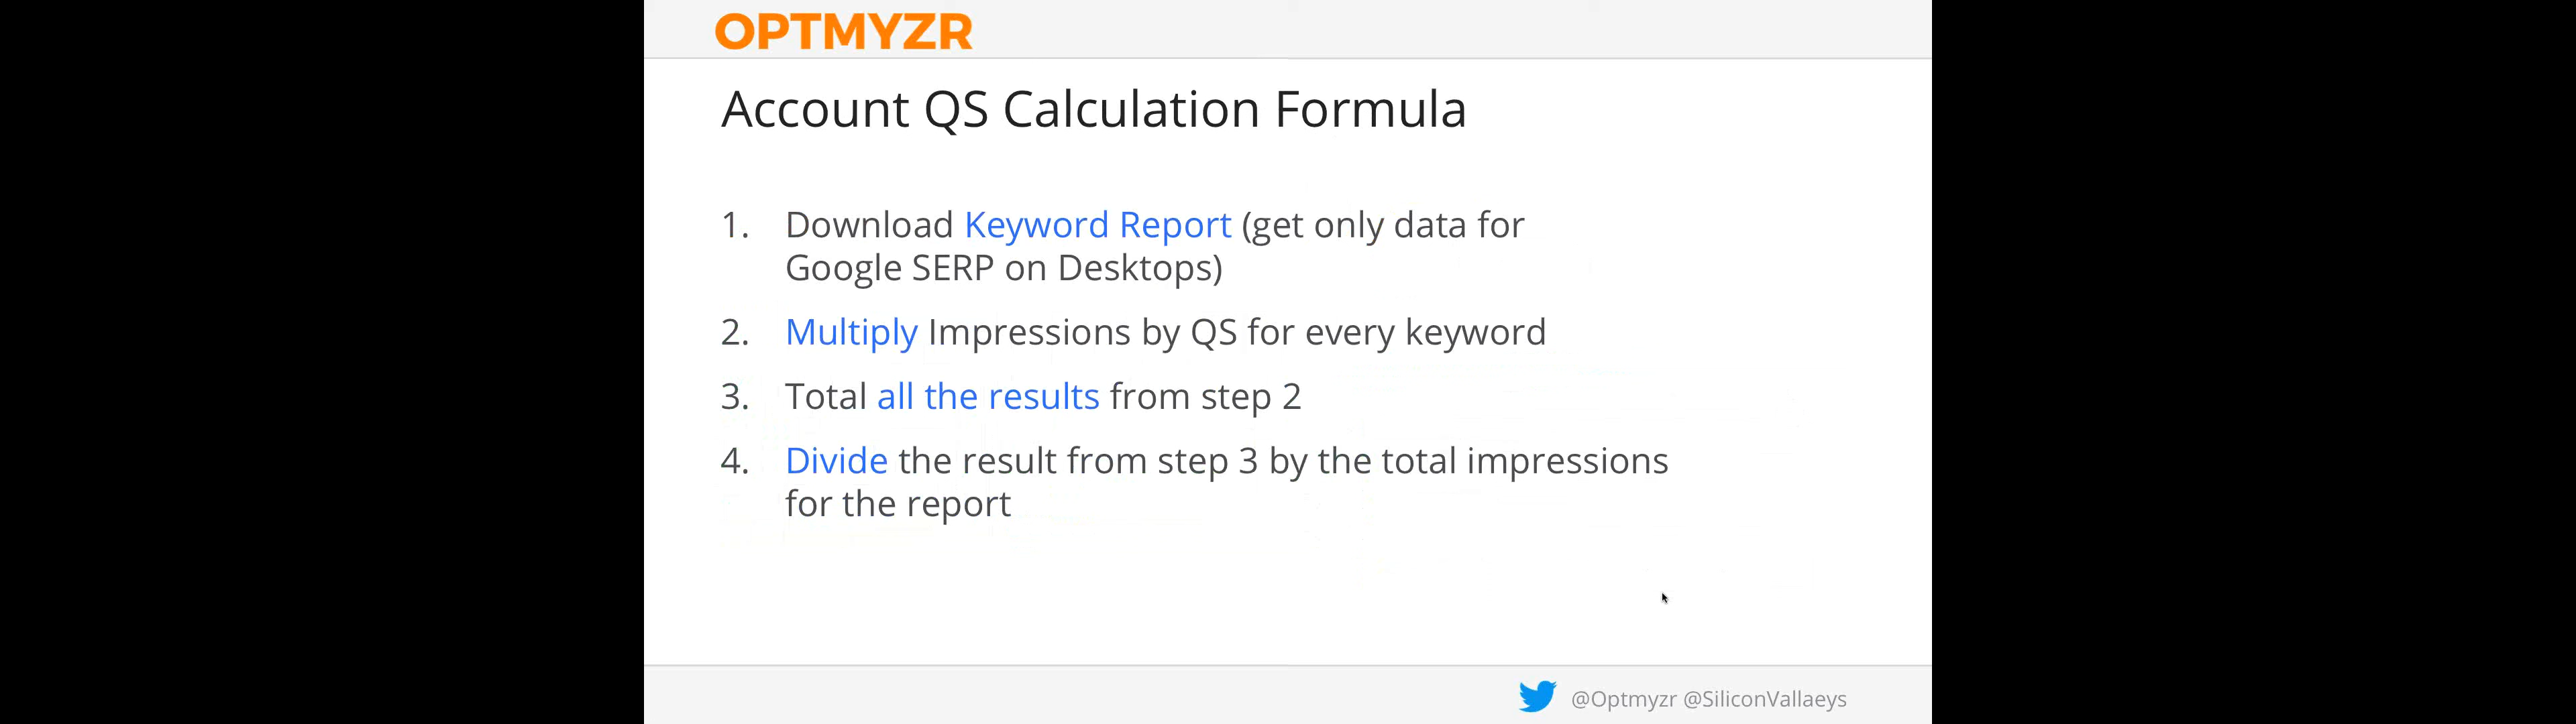 OPTMYZR
Account QS Calculation Formula
1. Download Keyword Report (get only data for
Google SERP on Desktops)
2. Multiply Impressions by QS for every keyword
3. Total all the results from step 2
4. Divide the result from step 3 by the total impressions
for the report
@Optmyzr @SiliconVallaeys